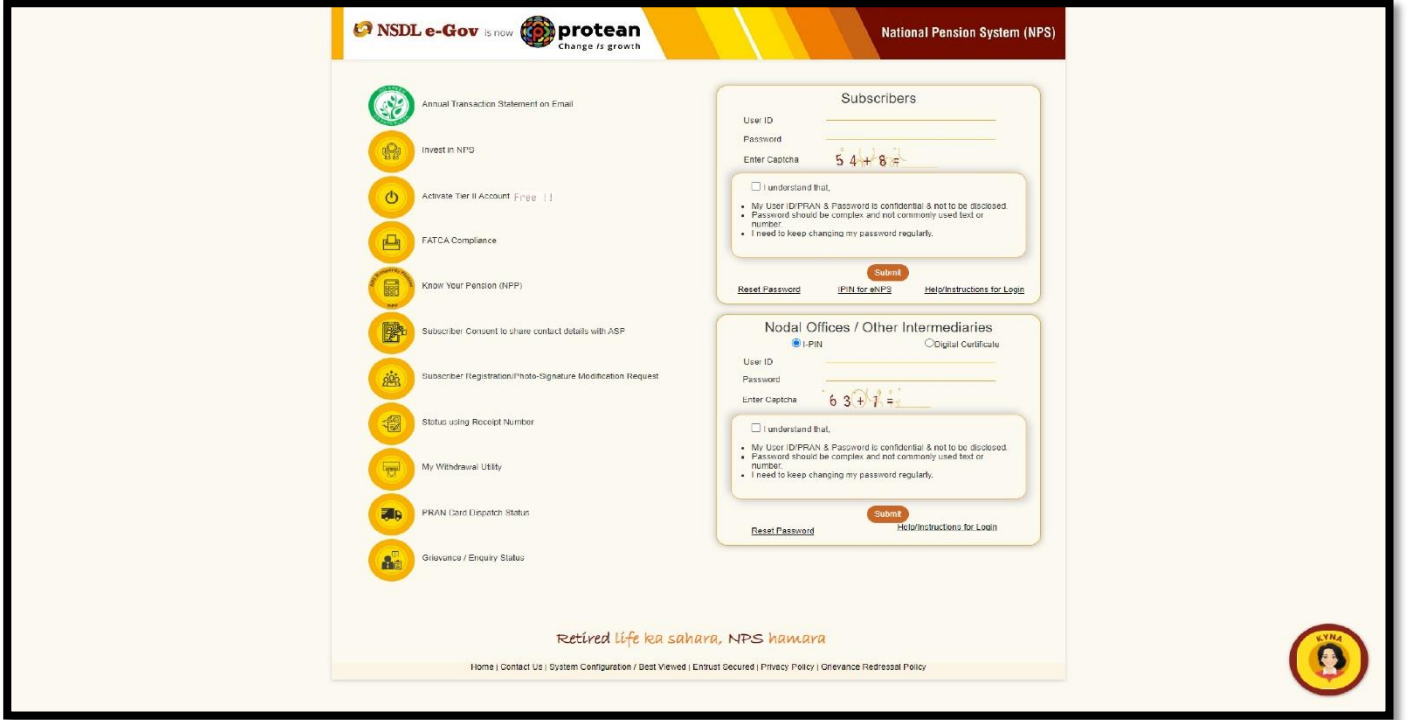 NSDL e-Gov is now protean
Change is growth
National Pension System (NPS)
Annual Transaction Statement on Email
Invest in NPS
Activate Tier II Account Free !!
FATCA Compliance
Know Your Pension (NPP)
Subscriber Consent to share contact details with ASP
Subscriber Registration/Photo-Signature Modification Request
Status using Receipt Number
My Withdrawal Utility
PRAN Card Dispatch Status
Grievance / Enquiry Status
Subscribers
User ID
Password
Enter Captcha 5 4 + 8 =
I understand that,
• My User ID/PRAN & Password is confidential & not to be disclosed.
• Password should be complex and not commonly used text or
number.
• I need to keep changing my password regularly.
Submit
Reset Password IPIN for eNPS Help/Instructions for Login
Nodal Offices / Other Intermediaries
I-PIN Digital Certificate
User ID
Password
Enter Captcha 6 3 + 7 =
I understand that,
• My User ID/PRAN & Password is confidential & not to be disclosed.
• Password should be complex and not commonly used text or
number.
• I need to keep changing my password regularly.
Submit
Reset Password Help/Instructions for Login
Retired life ka sahara, NPS hamara
Home | Contact Us | System Configuration / Best Viewed | Entrust Secured | Privacy Policy | Grievance Redressal Policy
KYNA